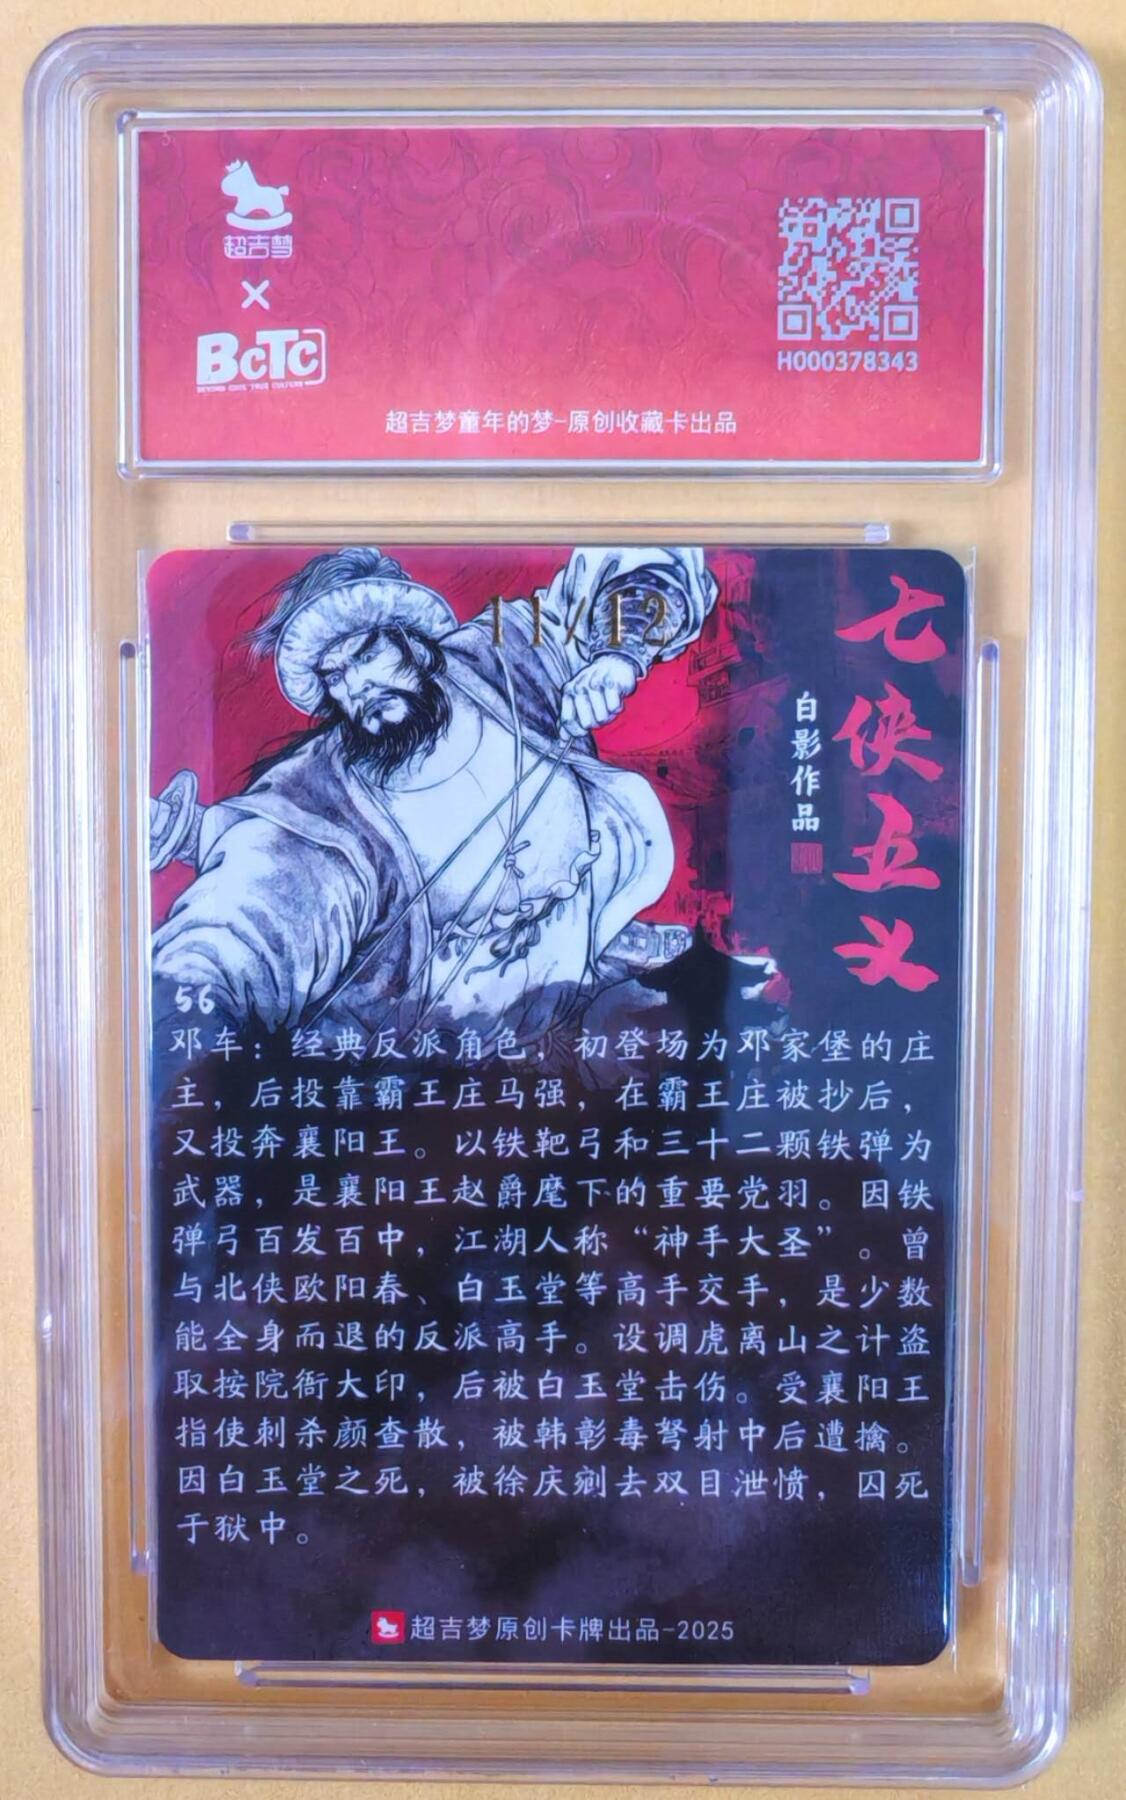 超吉梦
×
BCTC
BEYOND CODE TRUE CULTURE
H000378343
超吉梦童年的梦-原创收藏卡出品
11/12
七侠五义
白影作品
56
邓车：经典反派角色，初登场为邓家堡的庄
主，后投靠霸王庄马强，在霸王庄被抄后，
又投奔襄阳王。以铁靶弓和三十二颗铁弹为
武器，是襄阳王赵爵麾下的重要党羽。因铁
弹弓百发百中，江湖人称“神手大圣”。曾
与北侠欧阳春、白玉堂等高手交手，是少数
能全身而退的反派高手。设调虎离山之计盗
取按院衙大印，后被白玉堂击伤。受襄阳王
指使刺杀颜查散，被韩彰毒弩射中后遭擒。
因白玉堂之死，被徐庆剜去双目泄愤，囚死
于狱中。
超吉梦原创卡牌出品-2025